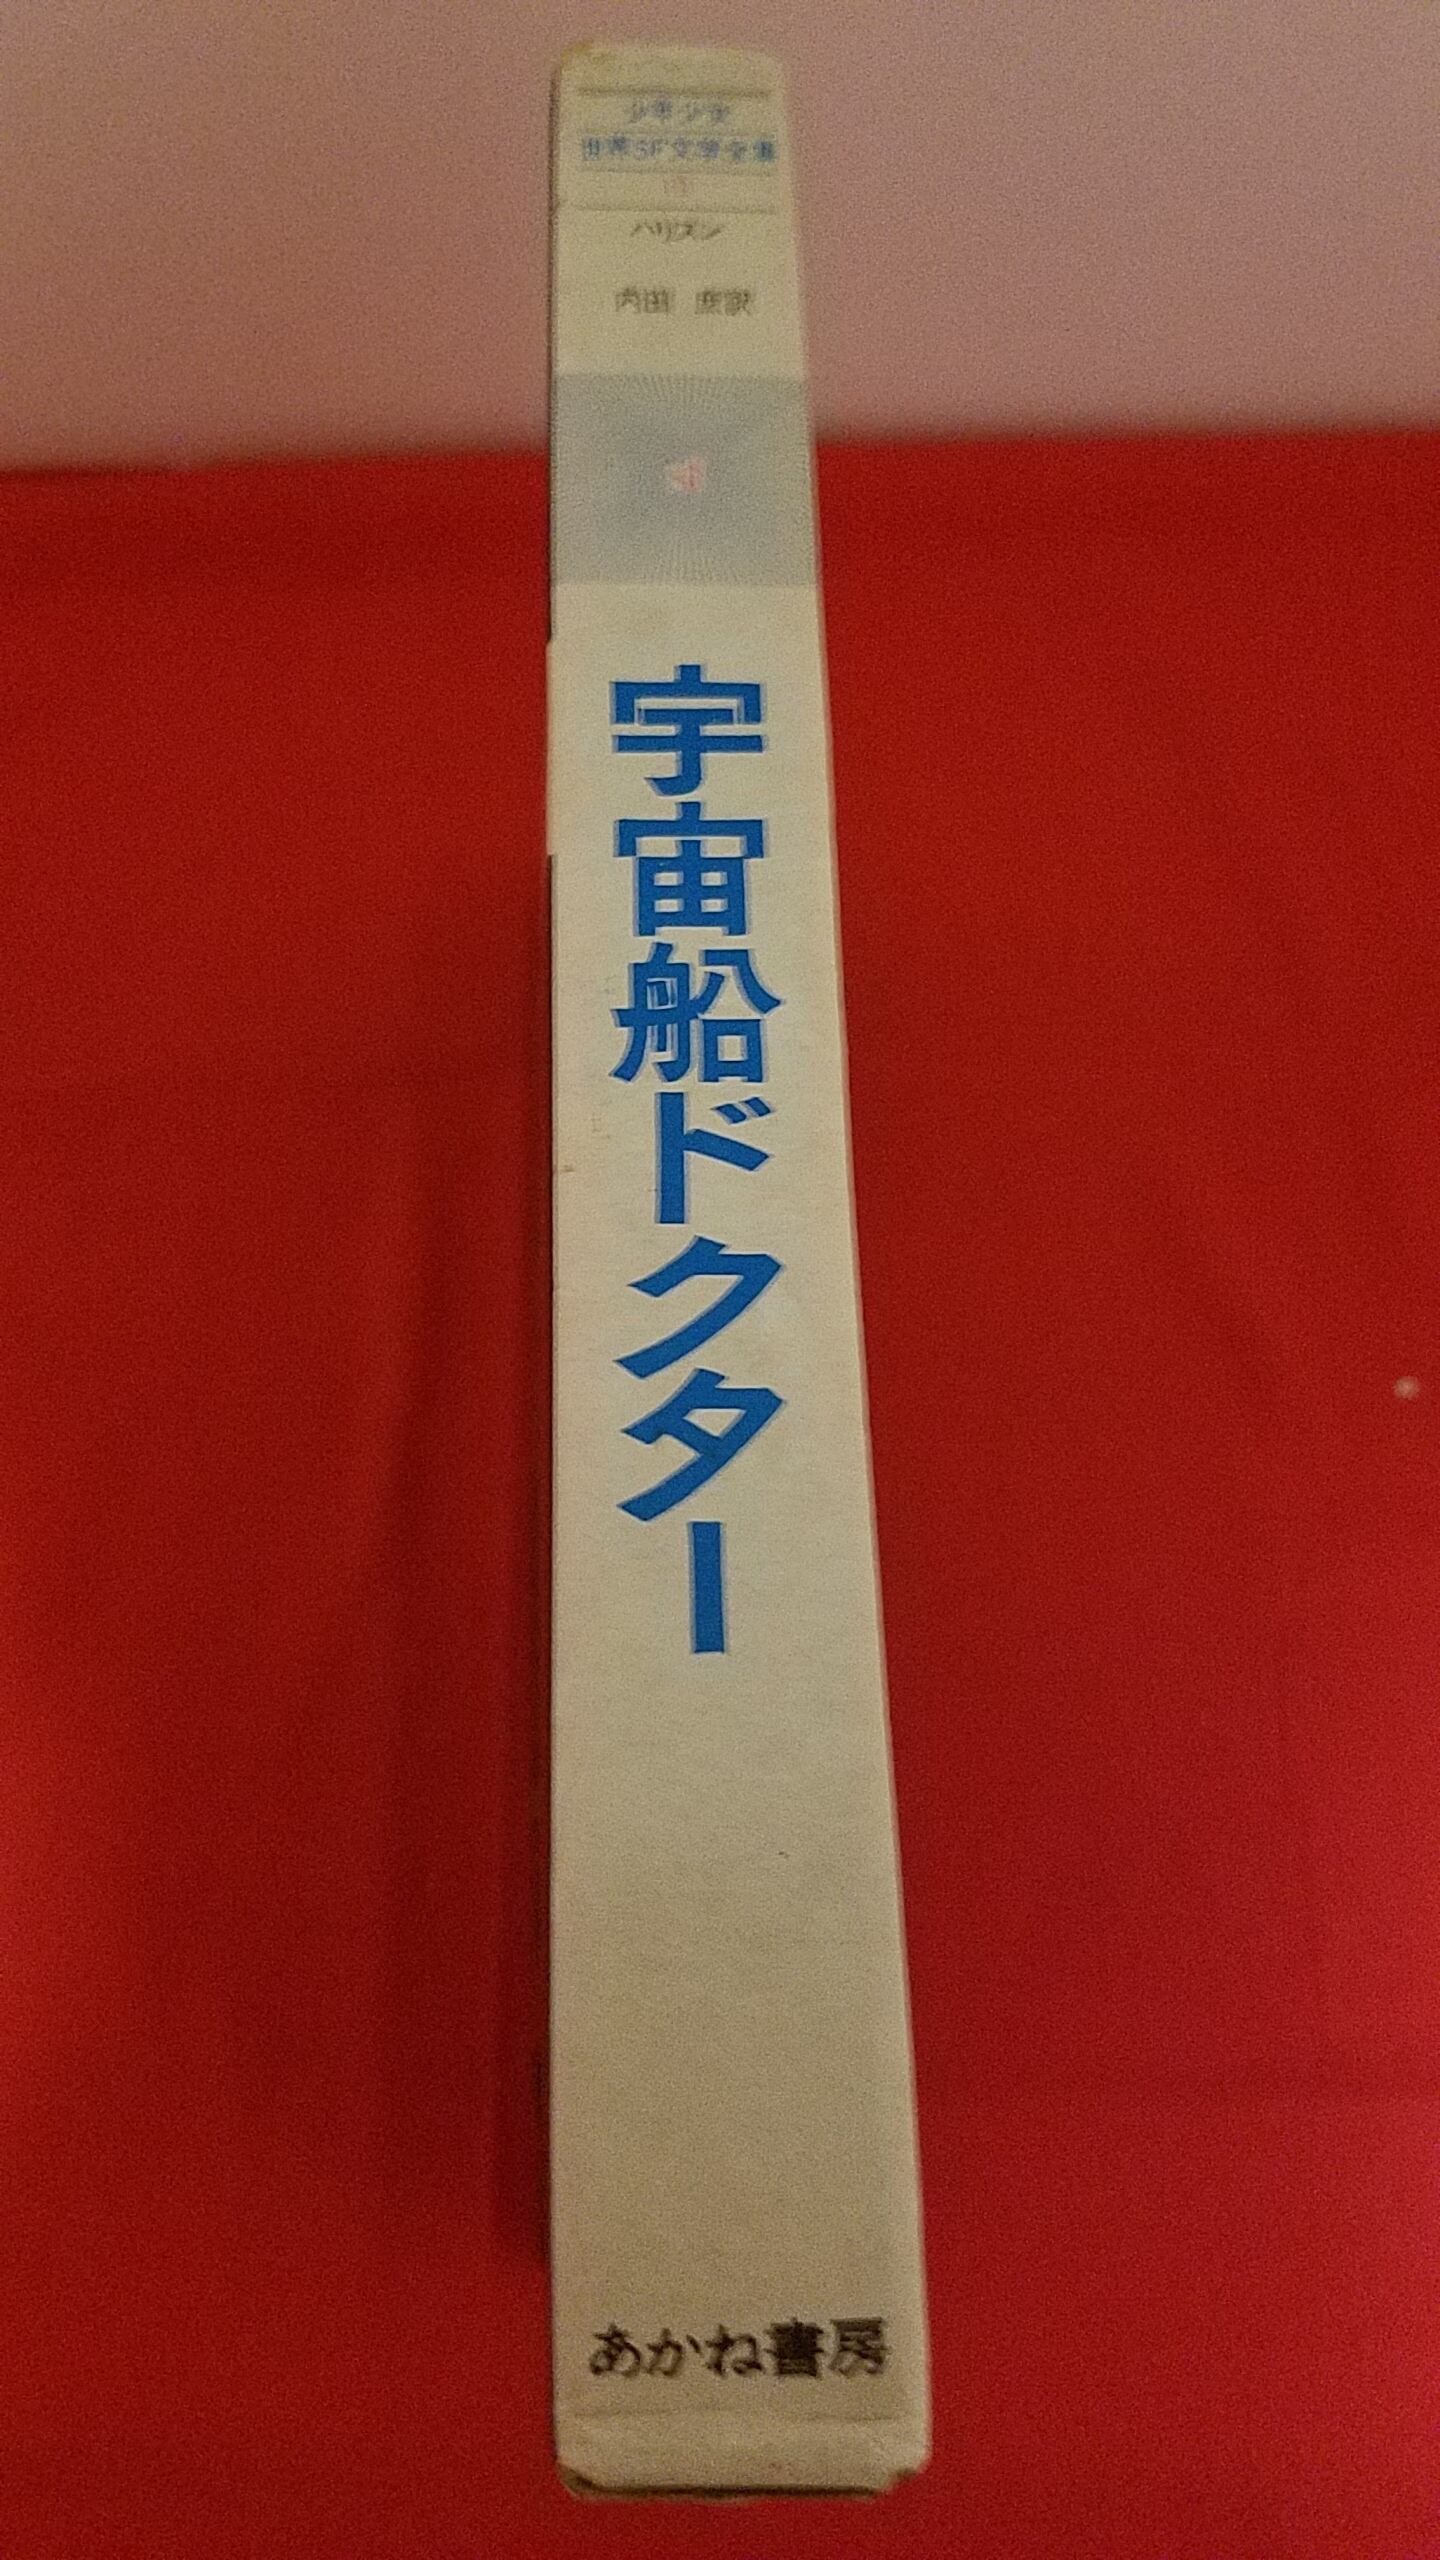 少年少女
世界SF文学全集
ハリスン
内田 庶訳
宇宙船ドクター
あかね書房